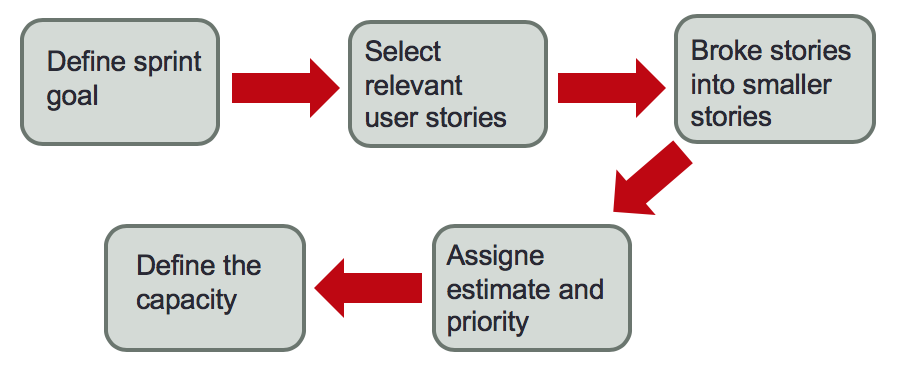 Define sprint
goal
Select
relevant
user stories
Broke stories
into smaller
stories
Assigne
estimate and
priority
Define the
capacity